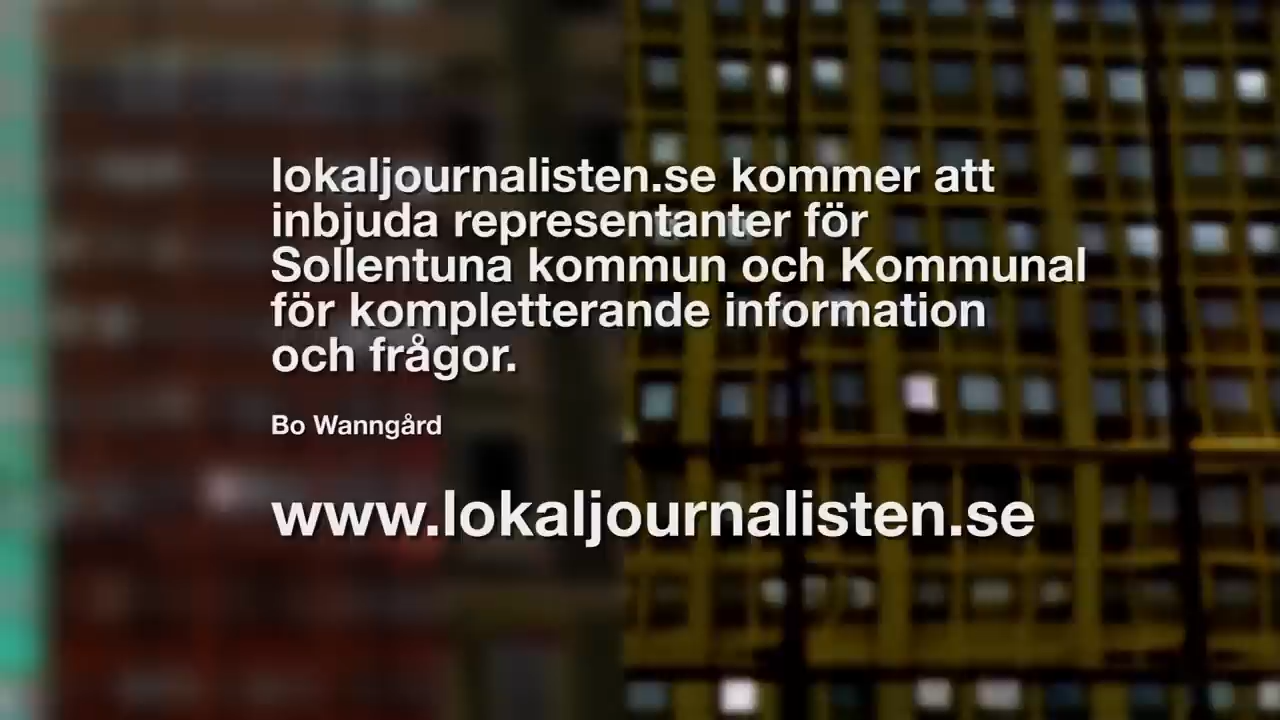 lokaljournalisten.se kommer att
inbjuda representanter för
Sollentuna kommun och Kommunal
för kompletterande information
och frågor.
Bo Wanngård
www.lokaljournalisten.se